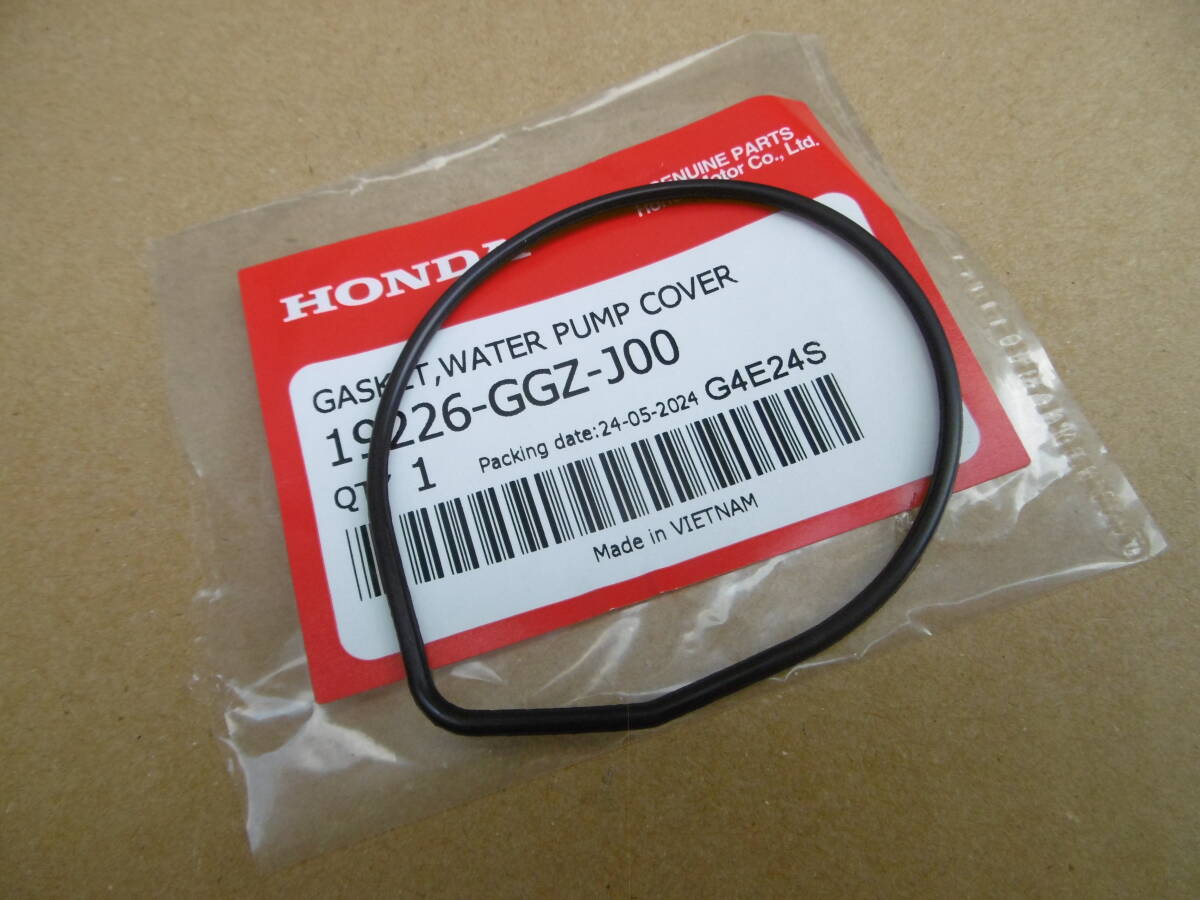 GENUINE PARTS
Motor Co., Ltd.
HONDA
GASKET,WATER PUMP COVER
19226-GGZ-J00
QTY 1 Packing date:24-05-2024 G4E24S
Made in VIETNAM